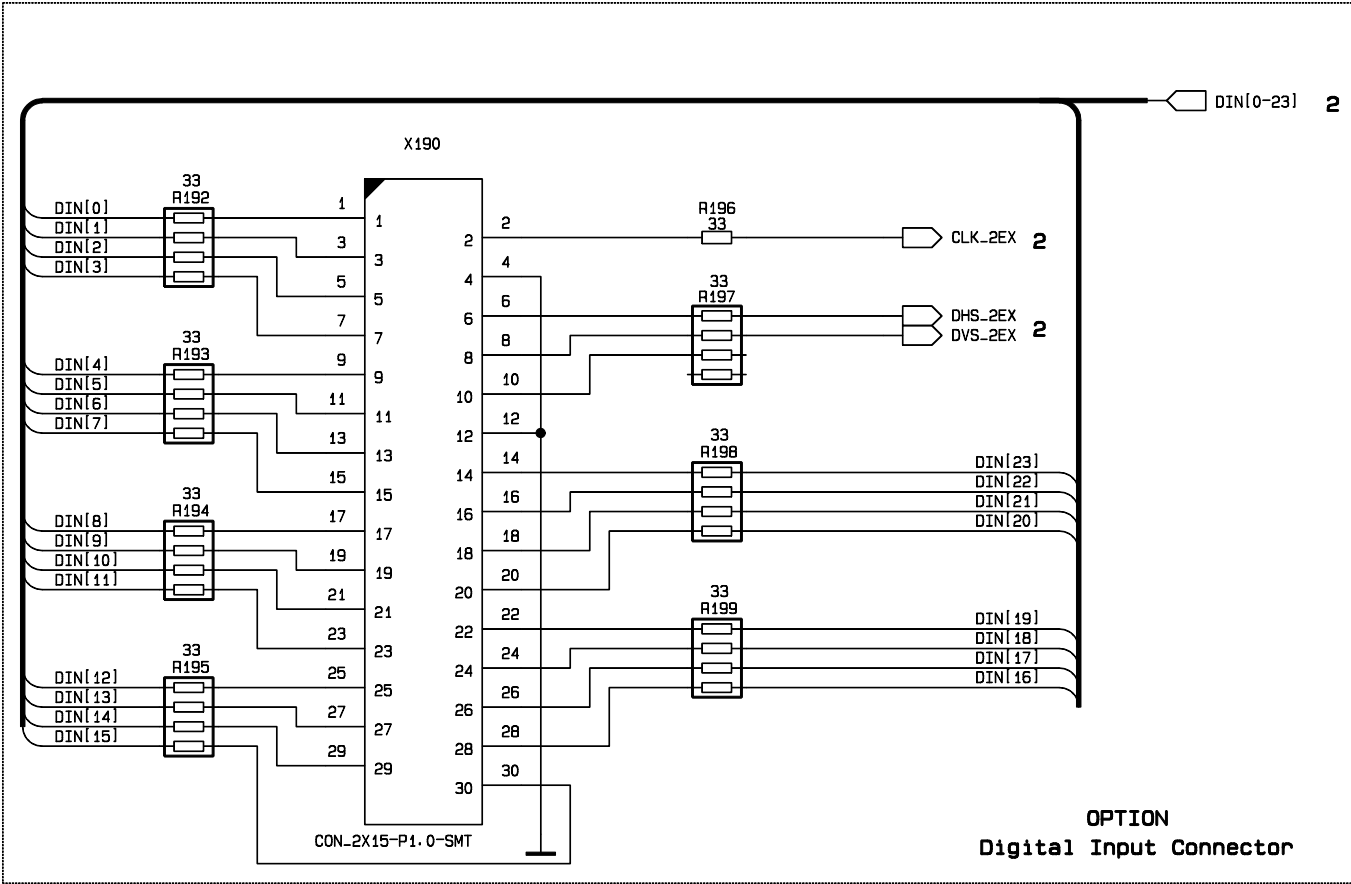 DIN[0-23] 2
X190
33
R192
DIN[0]
DIN[1]
DIN[2]
DIN[3]
33
R193
DIN[4]
DIN[5]
DIN[6]
DIN[7]
33
R194
DIN[8]
DIN[9]
DIN[10]
DIN[11]
33
R195
DIN[12]
DIN[13]
DIN[14]
DIN[15]
1
3
5
7
9
11
13
15
17
19
21
23
25
27
29
1
3
5
7
9
11
13
15
17
19
21
23
25
27
29
2
4
6
8
10
12
14
16
18
20
22
24
26
28
30
2
4
6
8
10
12
14
16
18
20
22
24
26
28
30
CON_2X15-P1.0-SMT
R196
33
CLK_2EX 2
33
R197
DHS_2EX
DVS_2EX 2
33
R198
DIN[23]
DIN[22]
DIN[21]
DIN[20]
33
R199
DIN[19]
DIN[18]
DIN[17]
DIN[16]
OPTION
Digital Input Connector